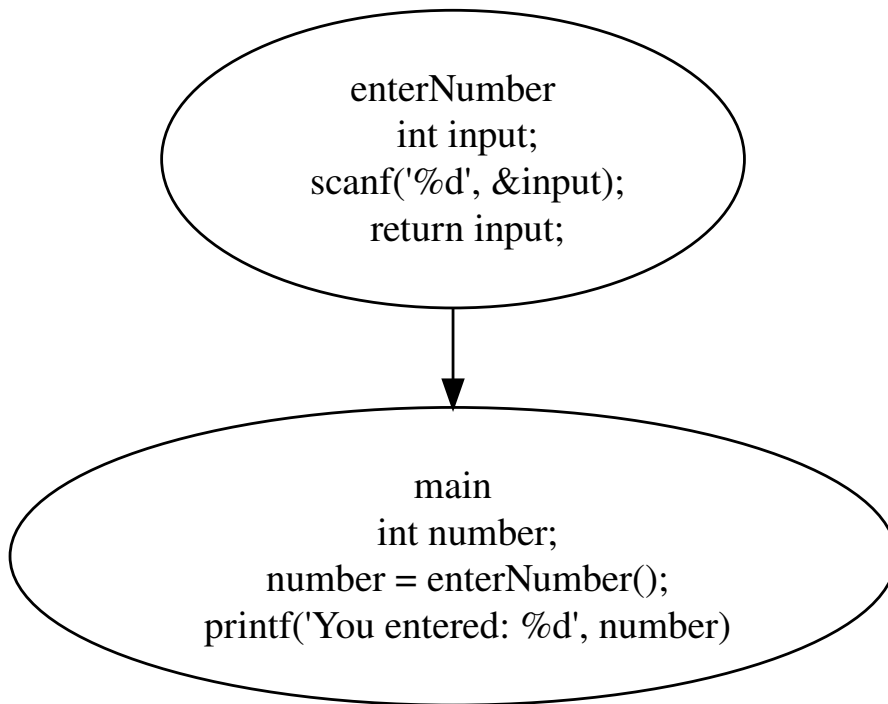 enterNumber
int input;
scanf('%d', &input);
return input;
main
int number;
number = enterNumber();
printf('You entered: %d', number)